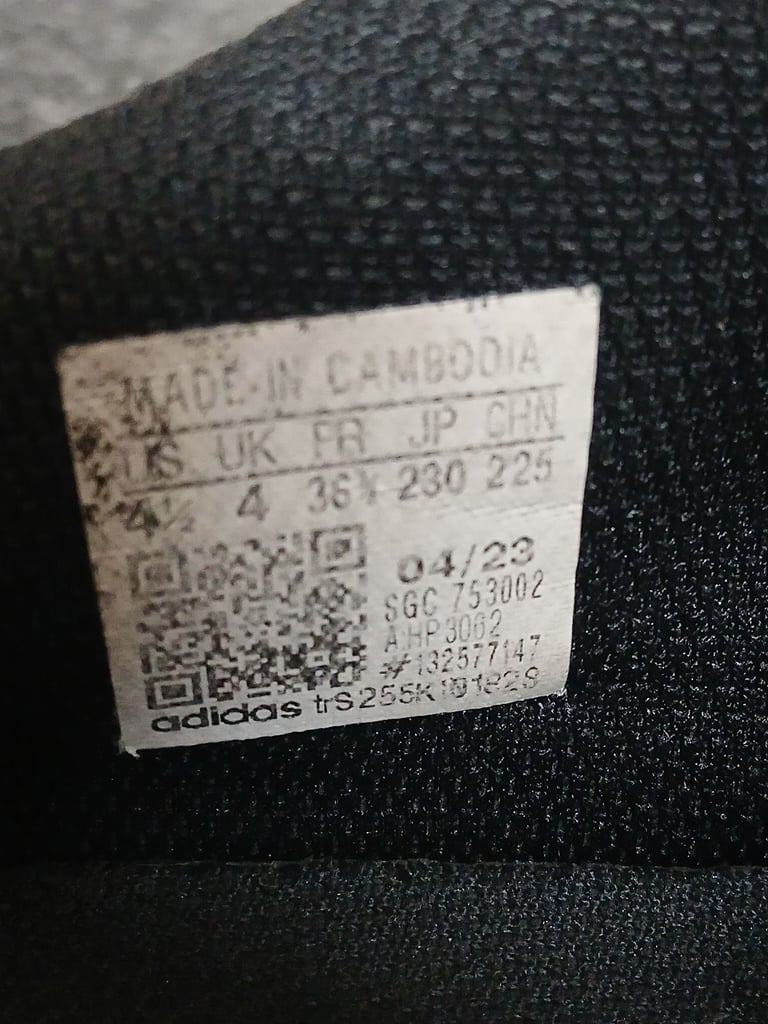 MADE IN CAMBODIA
US UK FR JP CHN
4½ 4 36⅔ 230 225
04/23
SGC 753002
A:HP3062
#132577147
adidas